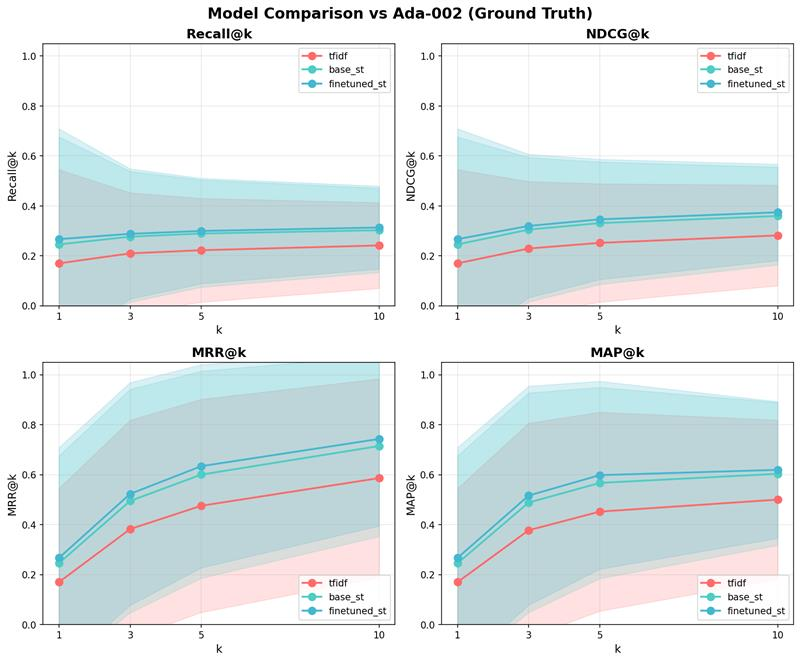 Model Comparison vs Ada-002 (Ground Truth)
Recall@k
1.0
0.8
0.6
0.4
0.2
0.0
Recall@k
1
3
5
10
k
tfidf
base_st
finetuned_st
NDCG@k
1.0
0.8
0.6
0.4
0.2
0.0
NDCG@k
1
3
5
10
k
tfidf
base_st
finetuned_st
MRR@k
1.0
0.8
0.6
0.4
0.2
0.0
MRR@k
1
3
5
10
k
tfidf
base_st
finetuned_st
MAP@k
1.0
0.8
0.6
0.4
0.2
0.0
MAP@k
1
3
5
10
k
tfidf
base_st
finetuned_st